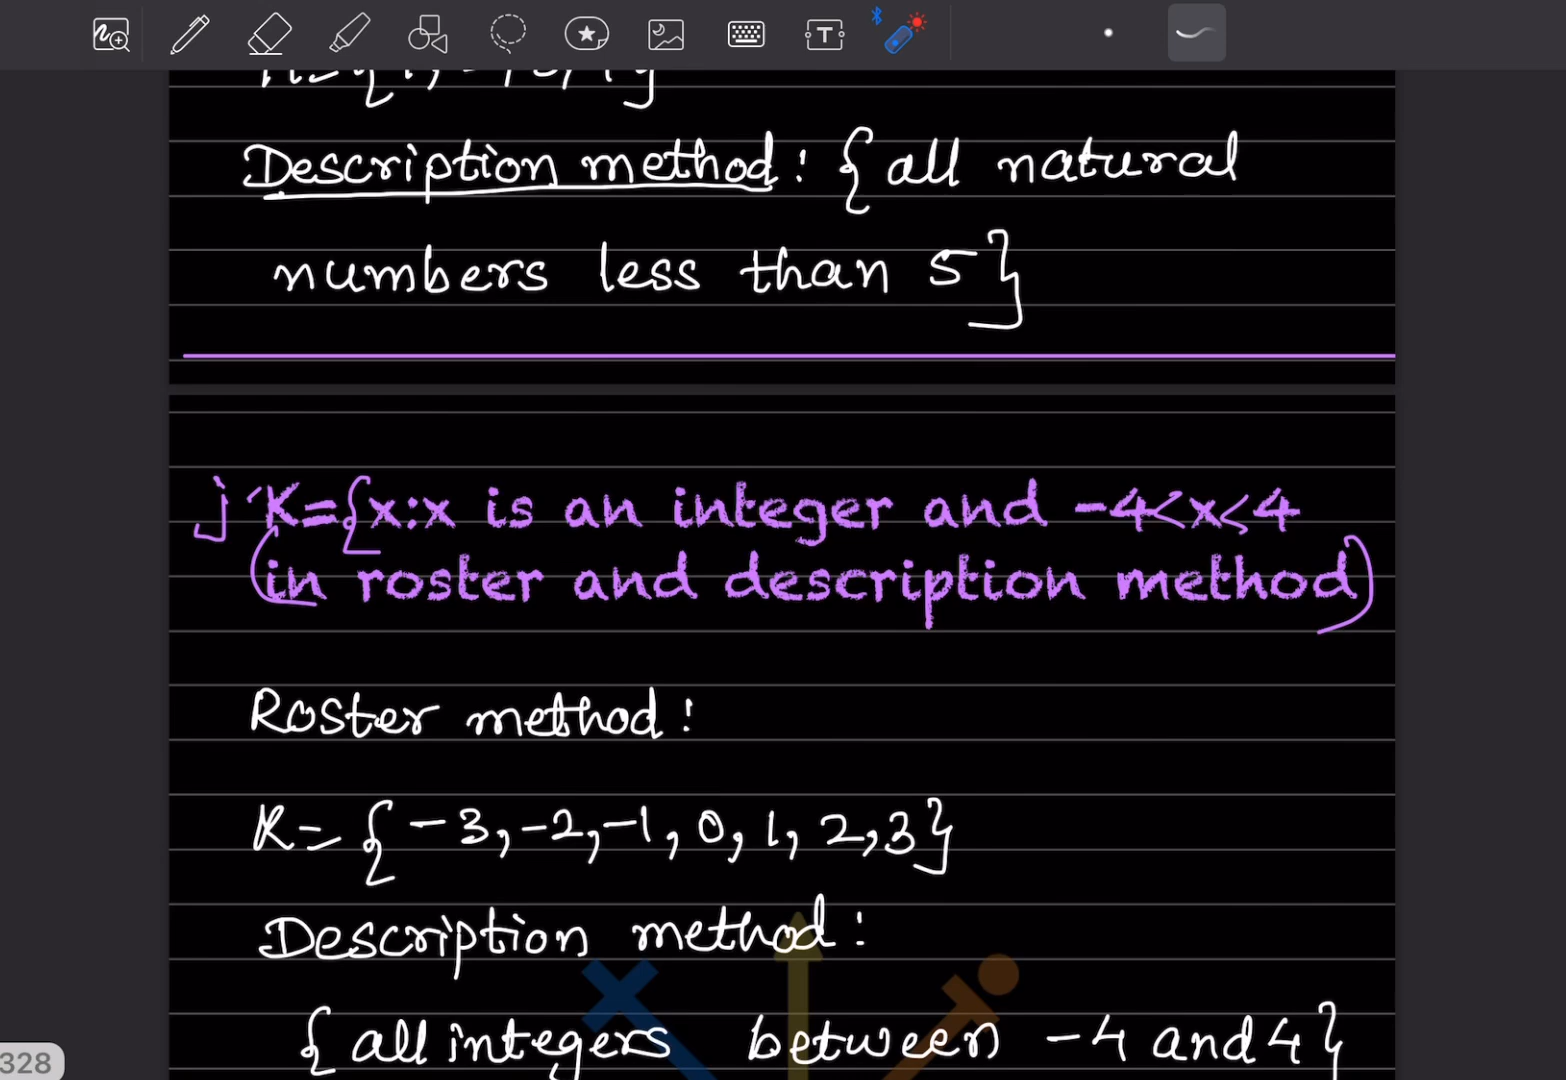 Description method: {all natural
numbers less than 5}
j K={x:x is an integer and -4<x<4
(in roster and description method)
Roster method:
K={-3,-2,-1,0,1,2,3}
Description method:
{all integers between -4 and 4}
328